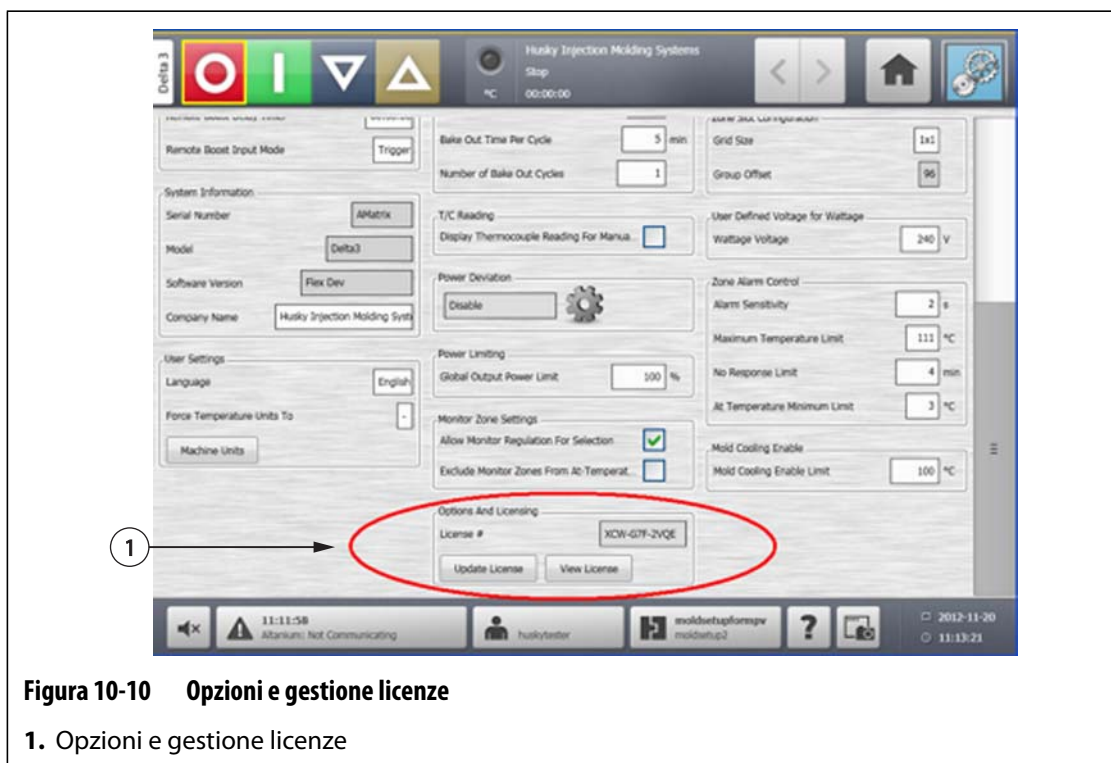 Delta 3
Husky Injection Molding Systems
Stop
°C 00:00:00
Remote Boost Input Mode Trigger
System Information
Serial Number AMatrix
Model Delta3
Software Version Flex Dev
Company Name Husky Injection Molding Syst
User Settings
Language English
Force Temperature Units To -
Machine Units
Bake Out Time Per Cycle 5 min
Number of Bake Out Cycles 1
T/C Reading
Display Thermocouple Reading For Manua...
Power Deviation
Disable
Power Limiting
Global Output Power Limit 100 %
Monitor Zone Settings
Allow Monitor Regulation For Selection
Exclude Monitor Zones From At-Temperat...
Options And Licensing
License # XCW-G7F-2VQE
Update License View License
Zone Slot Configuration
Grid Size 1x1
Group Offset 96
User Defined Voltage for Wattage
Wattage Voltage 240 V
Zone Alarm Control
Alarm Sensitivity 2 s
Maximum Temperature Limit 111 °C
No Response Limit 4 min
At Temperature Minimum Limit 3 °C
Mold Cooling Enable
Mold Cooling Enable Limit 100 °C
1
11:11:58
Altanium: Not Communicating
huskytester
moldsetupformpv
moldsetup2
?
2012-11-20
11:13:21
Figura 10-10 Opzioni e gestione licenze
1. Opzioni e gestione licenze